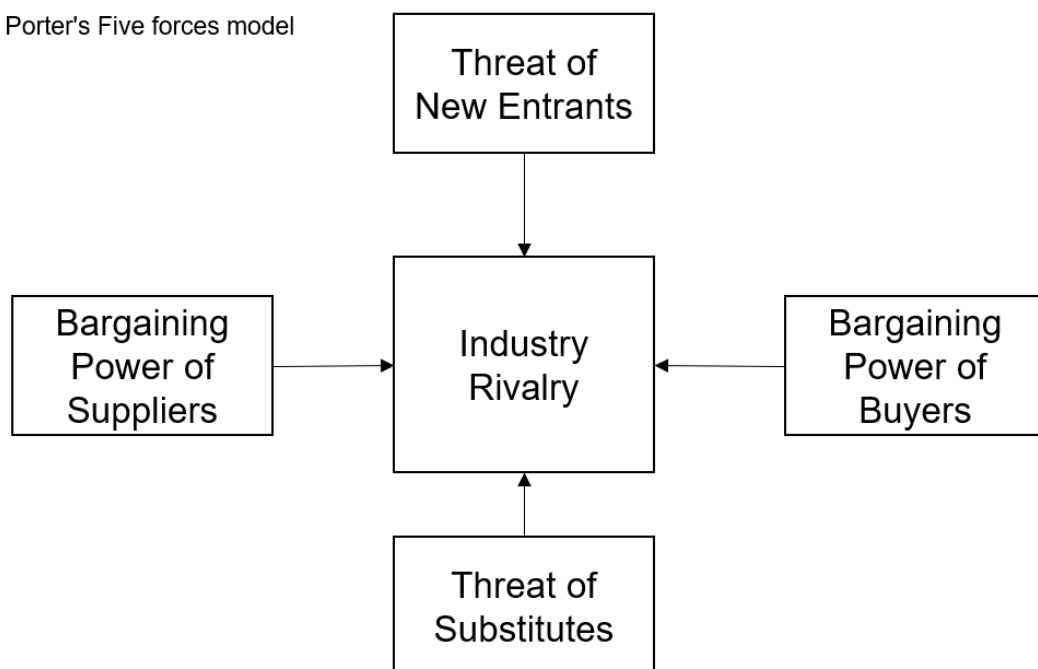 Porter's Five forces model
Threat of
New Entrants
Bargaining
Power of
Suppliers
Industry
Rivalry
Bargaining
Power of
Buyers
Threat of
Substitutes